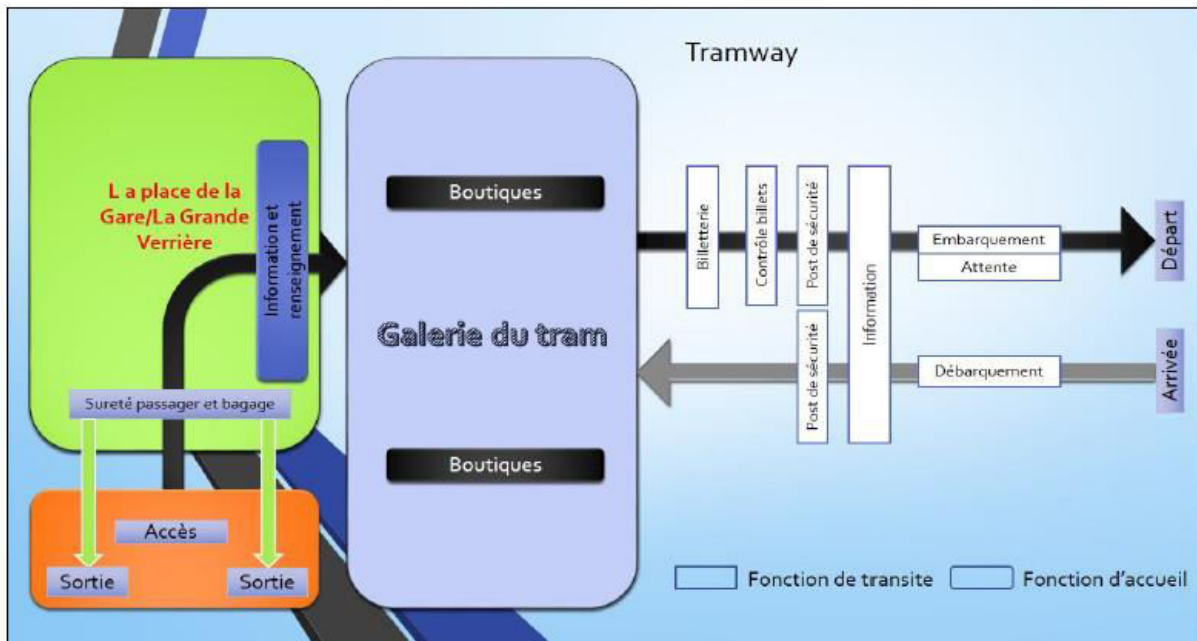 Tramway
L a place de la
Gare/La Grande
Verrière
Information et
renseignement
Sureté passager et bagage
Accès
Sortie
Sortie
Boutiques
Galerie du tram
Boutiques
Billetterie
Contrôle billets
Post de sécurité
Post de sécurité
Information
Embarquement
Attente
Départ
Débarquement
Arrivée
Fonction de transite
Fonction d'accueil